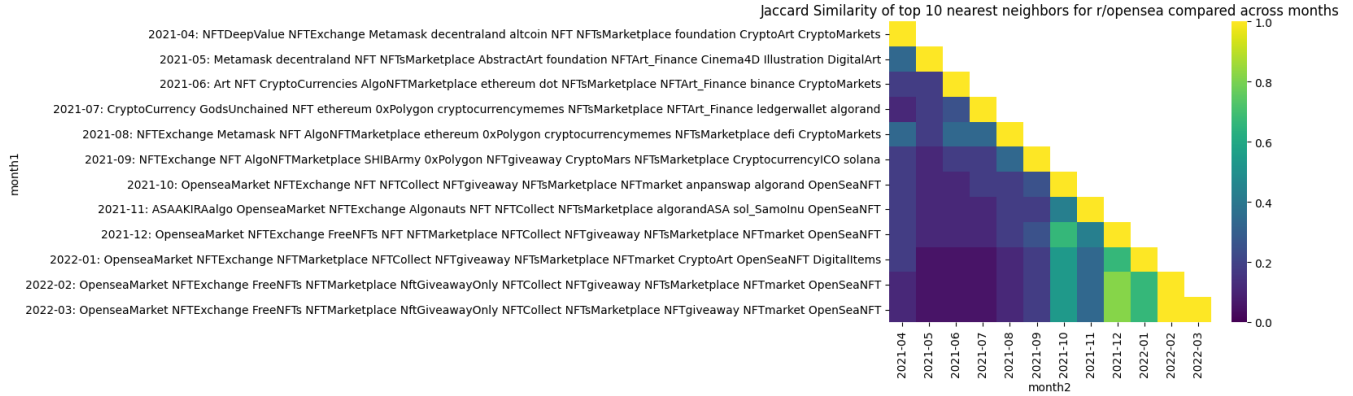 Jaccard Similarity of top 10 nearest neighbors for r/opensea compared across months
month1
2021-04: NFTDeepValue NFTExchange Metamask decentraland altcoin NFT NFTsMarketplace foundation CryptoArt CryptoMarkets
2021-05: Metamask decentraland NFT NFTsMarketplace AbstractArt foundation NFTArt_Finance Cinema4D Illustration DigitalArt
2021-06: Art NFT CryptoCurrencies AlgoNFTMarketplace ethereum dot NFTsMarketplace NFTArt_Finance binance CryptoMarkets
2021-07: CryptoCurrency GodsUnchained NFT ethereum 0xPolygon cryptocurrencymemes NFTsMarketplace NFTArt_Finance ledgerwallet algorand
2021-08: NFTExchange Metamask NFT AlgoNFTMarketplace ethereum 0xPolygon cryptocurrencymemes NFTsMarketplace defi CryptoMarkets
2021-09: NFTExchange NFT AlgoNFTMarketplace SHIBArmy 0xPolygon NFTgiveaway CryptoMars NFTsMarketplace CryptocurrencyICO solana
2021-10: OpenseaMarket NFTExchange NFT NFTCollect NFTgiveaway NFTsMarketplace NFTmarket anpanswap algorand OpenSeaNFT
2021-11: ASAAKIRAalgo OpenseaMarket NFTExchange Algonauts NFT NFTCollect NFTsMarketplace algorandASA sol_SamoInu OpenSeaNFT
2021-12: OpenseaMarket NFTExchange FreeNFTs NFT NFTMarketplace NFTCollect NFTgiveaway NFTsMarketplace NFTmarket OpenSeaNFT
2022-01: OpenseaMarket NFTExchange NFTMarketplace NFTCollect NFTgiveaway NFTsMarketplace NFTmarket CryptoArt OpenSeaNFT DigitalItems
2022-02: OpenseaMarket NFTExchange FreeNFTs NFTMarketplace NftGiveawayOnly NFTCollect NFTgiveaway NFTsMarketplace NFTmarket OpenSeaNFT
2022-03: OpenseaMarket NFTExchange FreeNFTs NFTMarketplace NftGiveawayOnly NFTCollect NFTsMarketplace NFTgiveaway NFTmarket OpenSeaNFT
2021-04
2021-05
2021-06
2021-07
2021-08
2021-09
2021-10
2021-11
2021-12
2022-01
2022-02
2022-03
month2
1.0
0.8
0.6
0.4
0.2
0.0